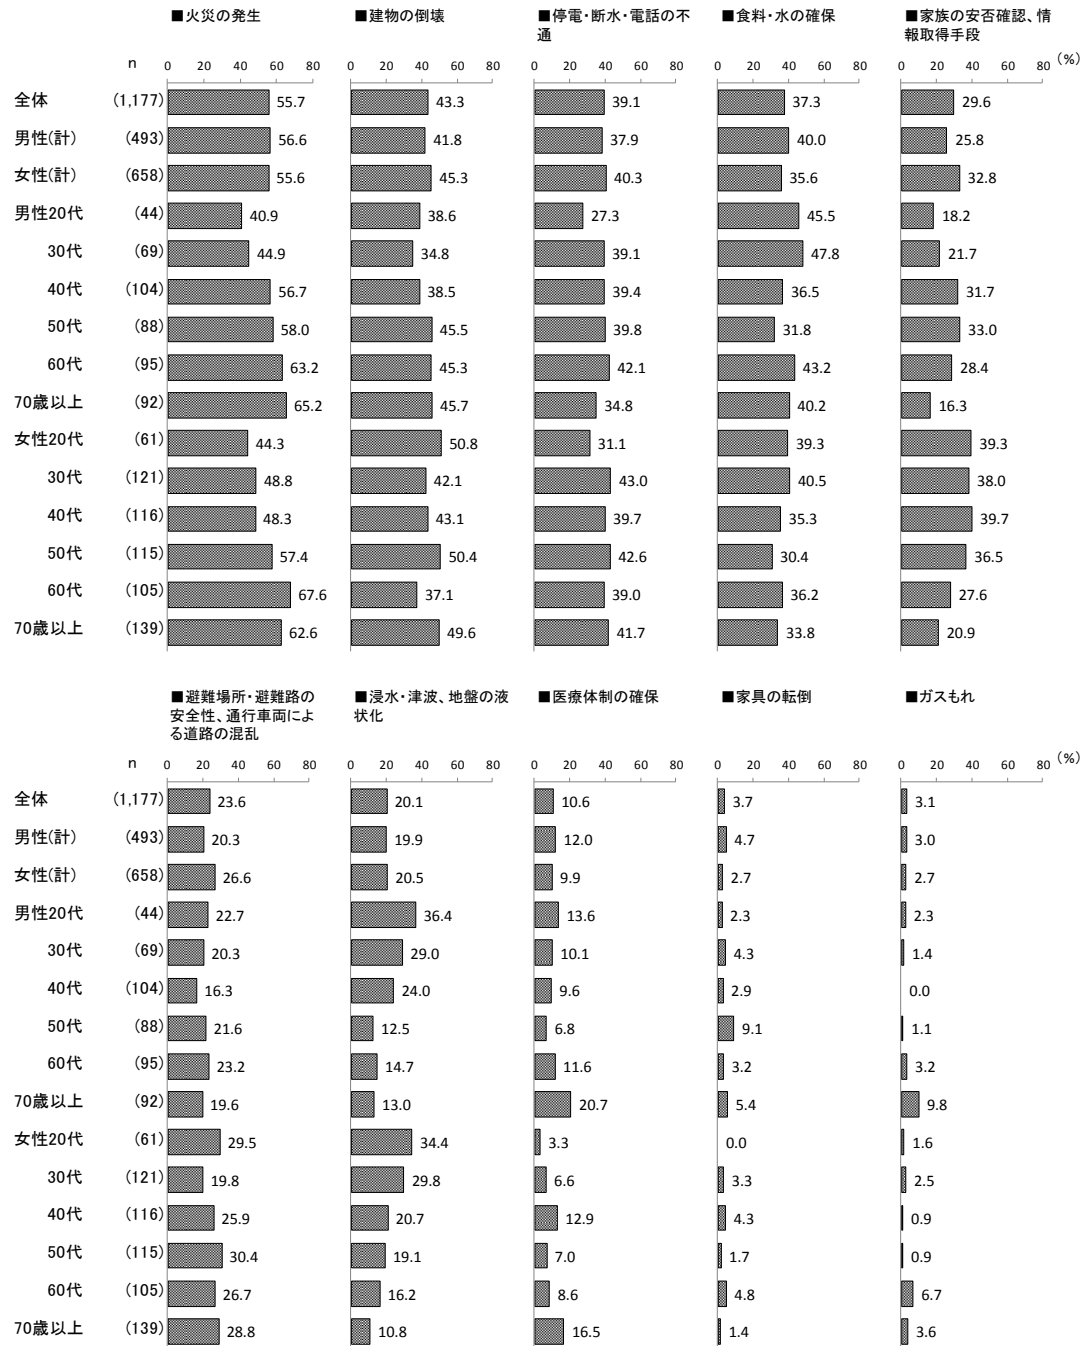 ■火災の発生 ■建物の倒壊 ■停電・断水・電話の不通 ■食料・水の確保 ■家族の安否確認、情報取得手段
n 0 20 40 60 80 0 20 40 60 80 0 20 40 60 80 0 20 40 60 80 0 20 40 60 80 (%)
全体 (1,177) 55.7 43.3 39.1 37.3 29.6
男性(計) (493) 56.6 41.8 37.9 40.0 25.8
女性(計) (658) 55.6 45.3 40.3 35.6 32.8
男性20代 (44) 40.9 38.6 27.3 45.5 18.2
30代 (69) 44.9 34.8 39.1 47.8 21.7
40代 (104) 56.7 38.5 39.4 36.5 31.7
50代 (88) 58.0 45.5 39.8 31.8 33.0
60代 (95) 63.2 45.3 42.1 43.2 28.4
70歳以上 (92) 65.2 45.7 34.8 40.2 16.3
女性20代 (61) 44.3 50.8 31.1 39.3 39.3
30代 (121) 48.8 42.1 43.0 40.5 38.0
40代 (116) 48.3 43.1 39.7 35.3 39.7
50代 (115) 57.4 50.4 42.6 30.4 36.5
60代 (105) 67.6 37.1 39.0 36.2 27.6
70歳以上 (139) 62.6 49.6 41.7 33.8 20.9
■避難場所・避難路の安全性、通行車両による道路の混乱 ■浸水・津波、地盤の液状化 ■医療体制の確保 ■家具の転倒 ■ガスもれ
n 0 20 40 60 80 0 20 40 60 80 0 20 40 60 80 0 20 40 60 80 0 20 40 60 80 (%)
全体 (1,177) 23.6 20.1 10.6 3.7 3.1
男性(計) (493) 20.3 19.9 12.0 4.7 3.0
女性(計) (658) 26.6 20.5 9.9 2.7 2.7
男性20代 (44) 22.7 36.4 13.6 2.3 2.3
30代 (69) 20.3 29.0 10.1 4.3 1.4
40代 (104) 16.3 24.0 9.6 2.9 0.0
50代 (88) 21.6 12.5 6.8 9.1 1.1
60代 (95) 23.2 14.7 11.6 3.2 3.2
70歳以上 (92) 19.6 13.0 20.7 5.4 9.8
女性20代 (61) 29.5 34.4 3.3 0.0 1.6
30代 (121) 19.8 29.8 6.6 3.3 2.5
40代 (116) 25.9 20.7 12.9 4.3 0.9
50代 (115) 30.4 19.1 7.0 1.7 0.9
60代 (105) 26.7 16.2 8.6 4.8 6.7
70歳以上 (139) 28.8 10.8 16.5 1.4 3.6